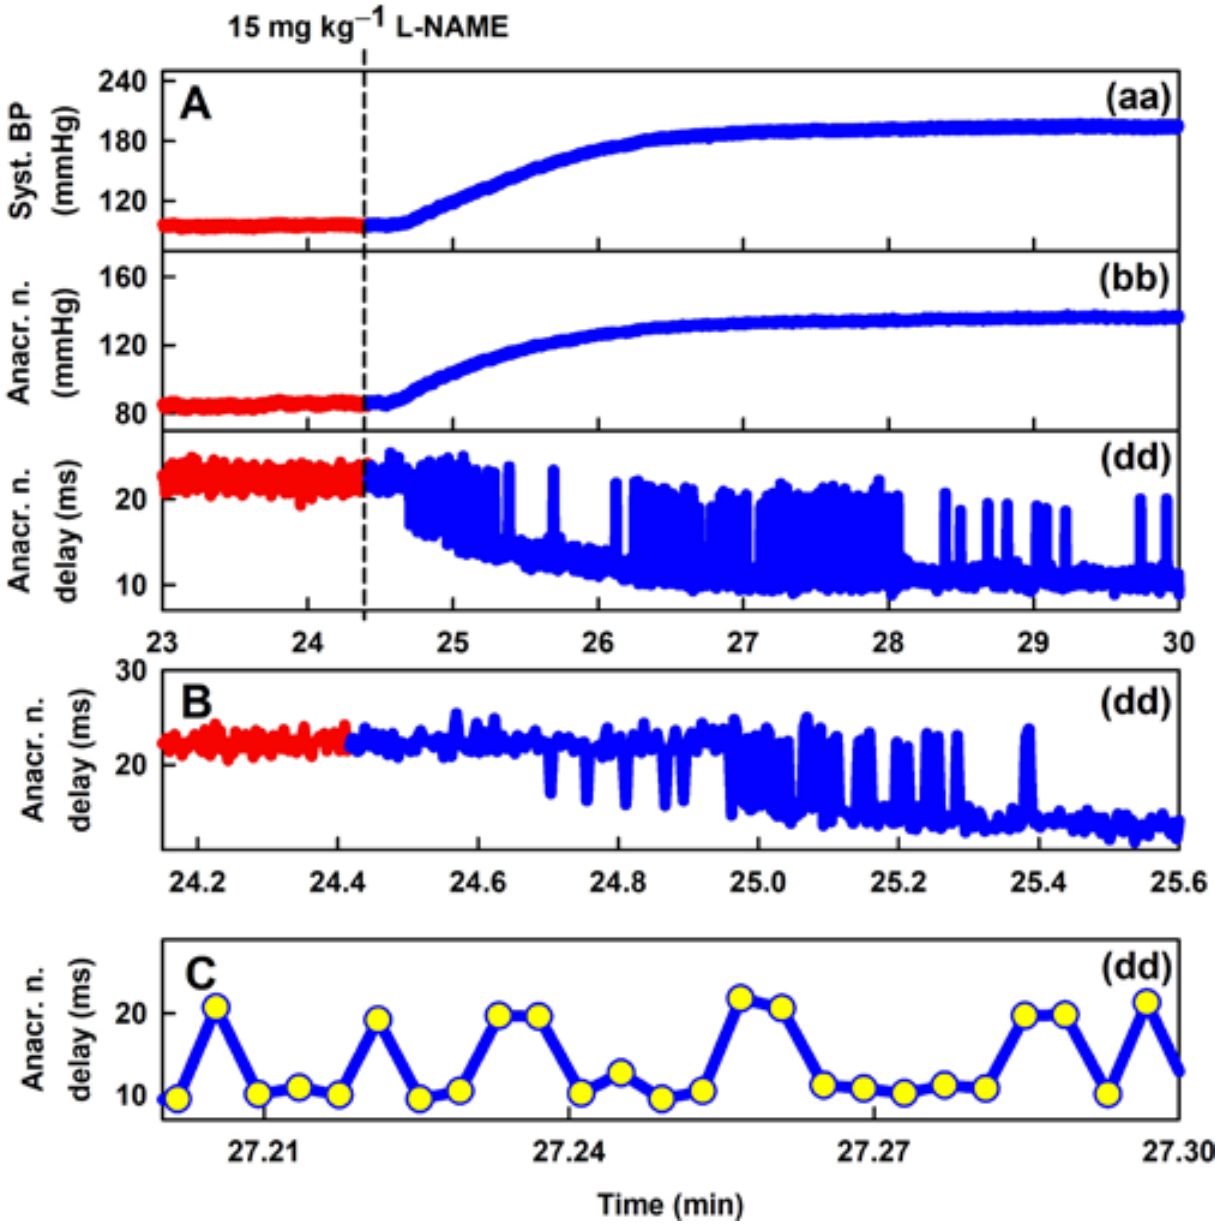 15 mg kg⁻¹ L-NAME
A
(aa)
Syst. BP
(mmHg)
240
180
120
(bb)
Anacr. n.
(mmHg)
160
120
80
(dd)
Anacr. n.
delay (ms)
20
10
23 24 25 26 27 28 29 30
B
(dd)
Anacr. n.
delay (ms)
30
20
24.2 24.4 24.6 24.8 25.0 25.2 25.4 25.6
C
(dd)
Anacr. n.
delay (ms)
20
10
27.21 27.24 27.27 27.30
Time (min)